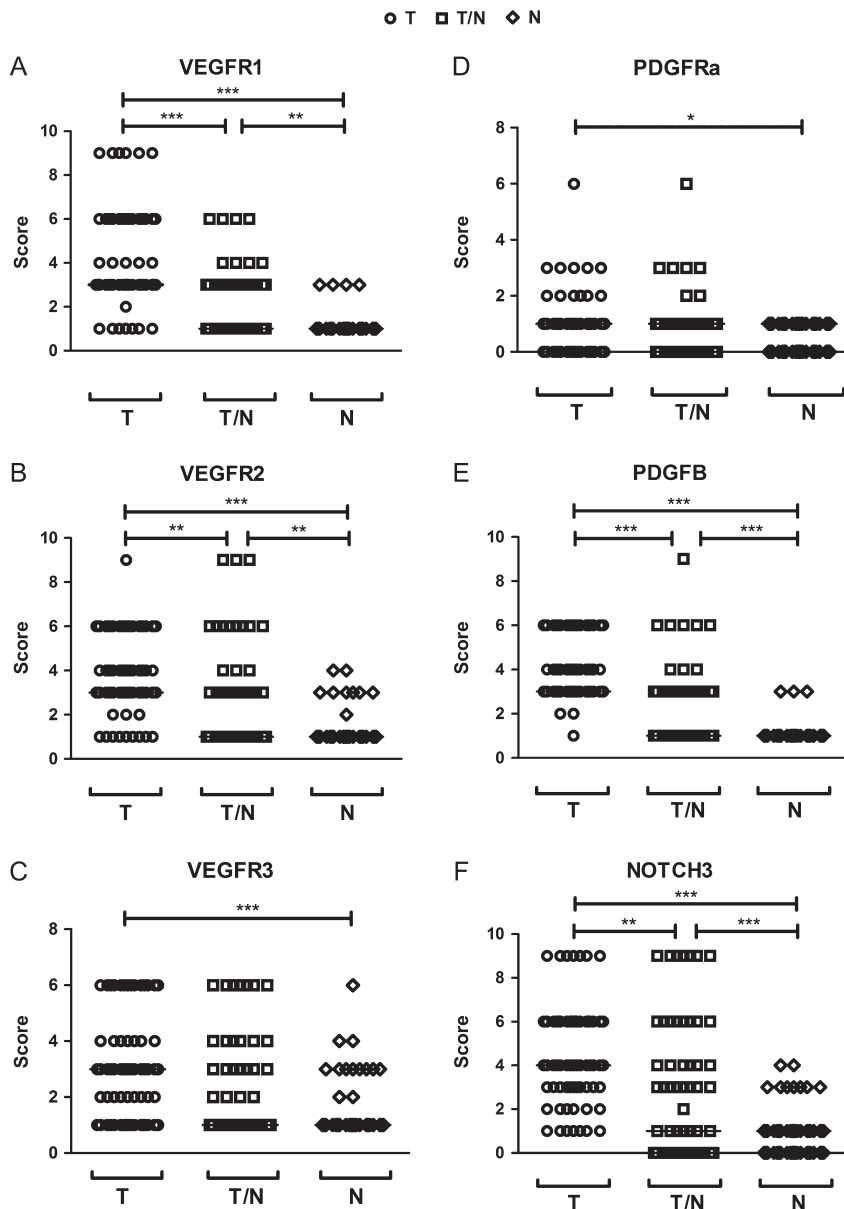 T T/N N
A VEGFR1
***
*** **
10
8
6
4
2
0
Score
T T/N N
D PDGFRa
*
8
6
4
2
0
Score
T T/N N
B VEGFR2
***
** **
10
8
6
4
2
0
Score
T T/N N
E PDGFB
***
*** ***
10
8
6
4
2
0
Score
T T/N N
C VEGFR3
***
8
6
4
2
0
Score
T T/N N
F NOTCH3
***
** ***
10
8
6
4
2
0
Score
T T/N N